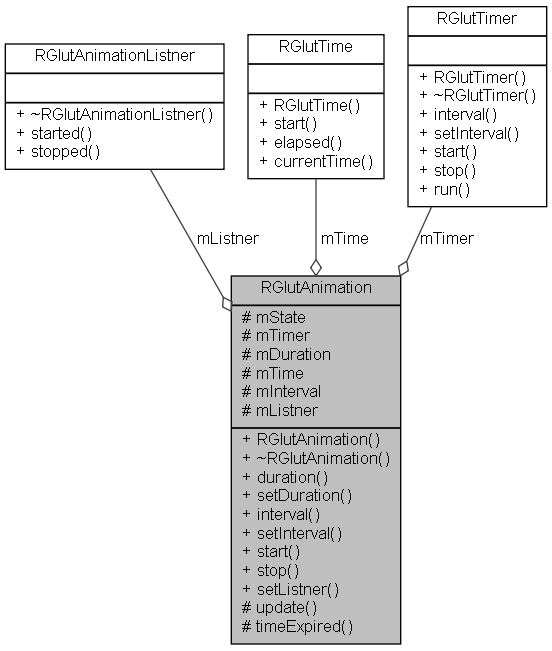 RGlutAnimationListner
+ ~RGlutAnimationListner()
+ started()
+ stopped()
RGlutTime
+ RGlutTime()
+ start()
+ elapsed()
+ currentTime()
RGlutTimer
+ RGlutTimer()
+ ~RGlutTimer()
+ interval()
+ setInterval()
+ start()
+ stop()
+ run()
mListner
mTime
mTimer
RGlutAnimation
# mState
# mTimer
# mDuration
# mTime
# mInterval
# mListner
+ RGlutAnimation()
+ ~RGlutAnimation()
+ duration()
+ setDuration()
+ interval()
+ setInterval()
+ start()
+ stop()
+ setListner()
# update()
# timeExpired()